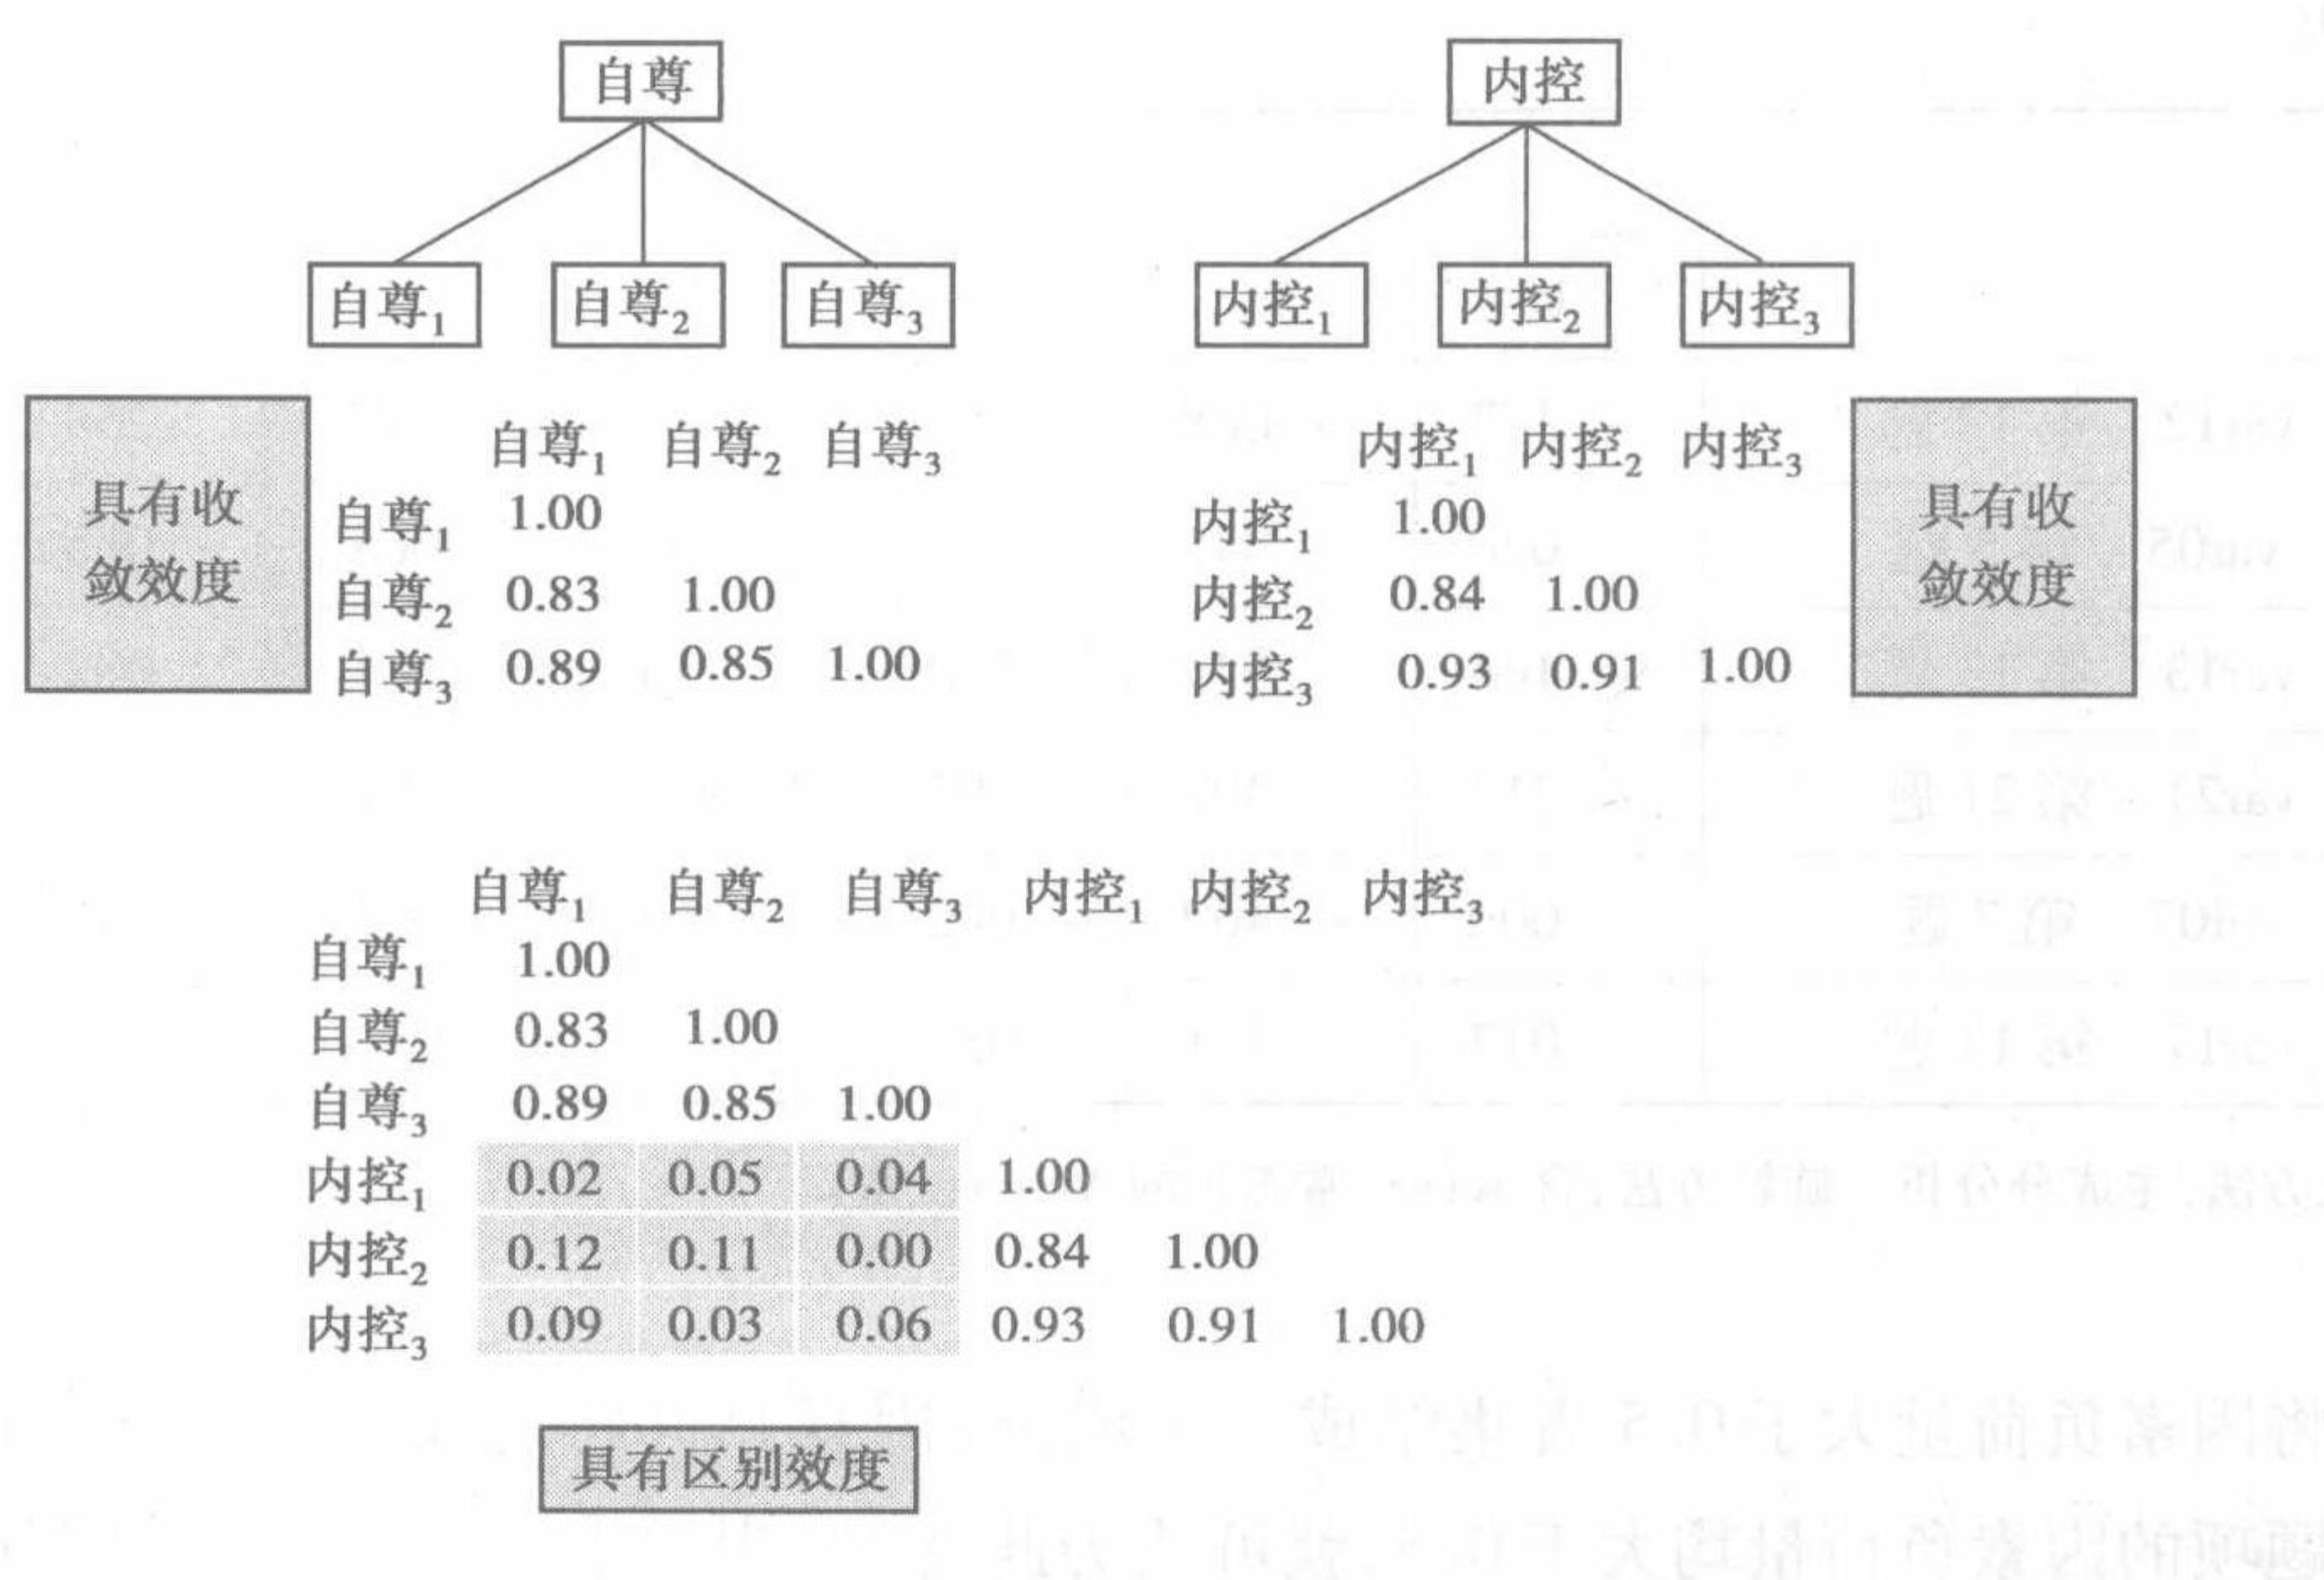 自尊 内控
自尊₁ 自尊₂ 自尊₃ 内控₁ 内控₂ 内控₃
自尊₁ 自尊₂ 自尊₃
自尊₁ 1.00
自尊₂ 0.83 1.00
自尊₃ 0.89 0.85 1.00
具有收
敛效度
内控₁ 内控₂ 内控₃
内控₁ 1.00
内控₂ 0.84 1.00
内控₃ 0.93 0.91 1.00
具有收
敛效度
自尊₁ 自尊₂ 自尊₃ 内控₁ 内控₂ 内控₃
自尊₁ 1.00
自尊₂ 0.83 1.00
自尊₃ 0.89 0.85 1.00
内控₁ 0.02 0.05 0.04 1.00
内控₂ 0.12 0.11 0.00 0.84 1.00
内控₃ 0.09 0.03 0.06 0.93 0.91 1.00
具有区别效度